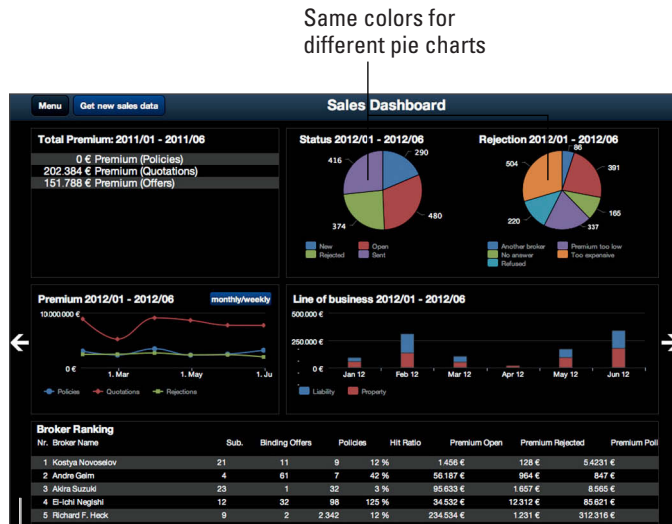 Same colors for
different pie charts
Menu Get new sales data Sales Dashboard
Total Premium: 2011/01 - 2011/06
0 € Premium (Policies)
202.384 € Premium (Quotations)
151.788 € Premium (Offers)
Status 2012/01 - 2012/06
416 290
374 480
New Open
Rejected Sent
Rejection 2012/01 - 2012/06
86
504 391
165
220 337
Another broker Premium too low
No answer Too expensive
Refused
Premium 2012/01 - 2012/06 monthly/weekly
10.000.000 €
0 €
1. Mar 1. May 1. Ju
Policies Quotations Rejections
Line of business 2012/01 - 2012/06
500.000 €
250.000 €
0 €
Jan 12 Feb 12 Mar 12 Apr 12 May 12 Jun 12
Liability Property
Broker Ranking
Nr. Broker Name Sub. Binding Offers Policies Hit Ratio Premium Open Premium Rejected Premium Poli
1 Kostya Novoselov 21 11 9 12 % 1.456 € 128 € 5.4231 €
2 Andre Geim 4 61 7 42 % 56.187 € 964 € 847 €
3 Akira Suzuki 23 1 32 3 % 95.633 € 1.657 € 8.565 €
4 Ei-Ichi Negishi 12 32 98 125 % 34.532 € 12.312 € 85.621 €
5 Richard F. Heck 9 2 2.342 12 % 234.534 € 1.231 € 312.316 €